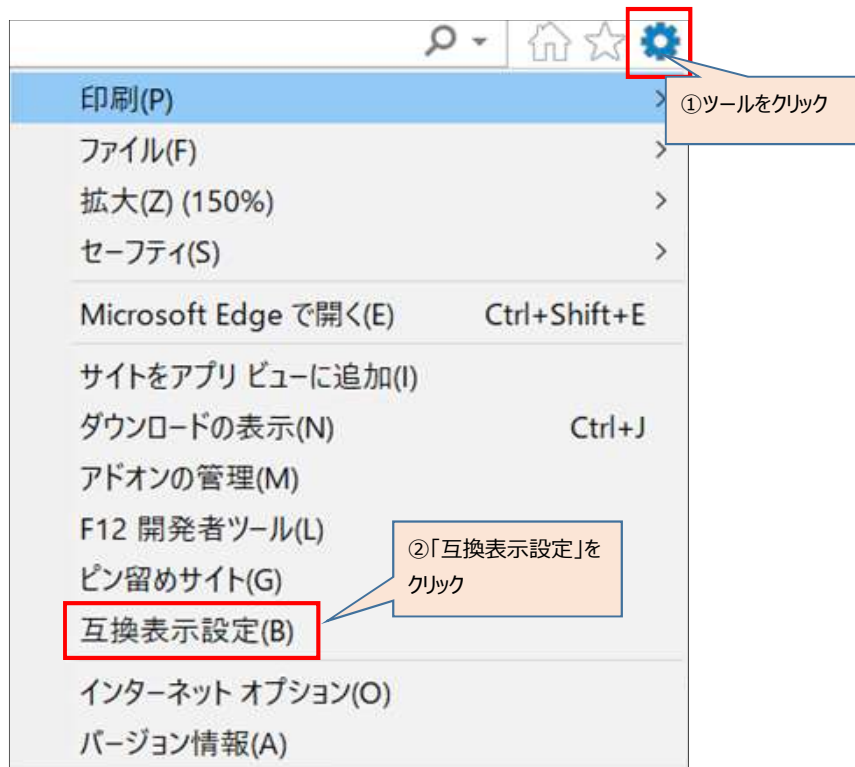 印刷(P)
①ツールをクリック
ファイル(F)
拡大(Z) (150%)
セーフティ(S)
Microsoft Edge で開く(E) Ctrl+Shift+E
サイトをアプリ ビューに追加(I)
ダウンロードの表示(N) Ctrl+J
アドオンの管理(M)
F12 開発者ツール(L)
②「互換表示設定」を
クリック
ピン留めサイト(G)
互換表示設定(B)
インターネット オプション(O)
バージョン情報(A)